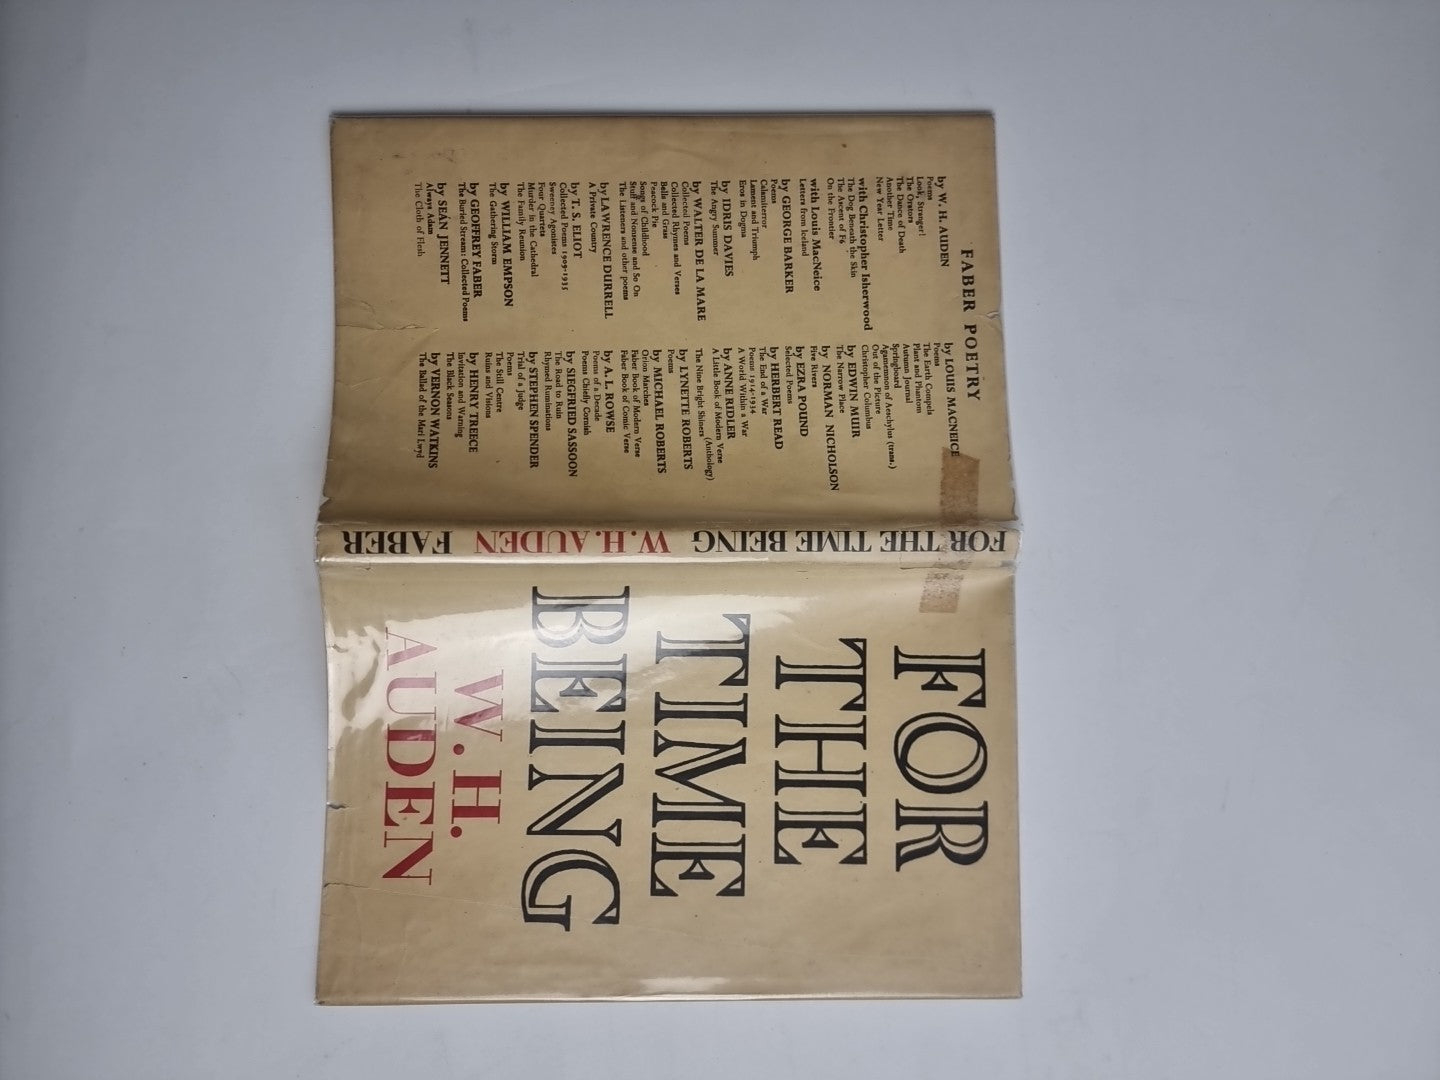 FABER POETRY
by W. H. AUDEN
Poems
Look, Stranger!
The Orators
The Dance of Death
Another Time
New Year Letter
with Christopher Isherwood
The Dog Beneath the Skin
The Ascent of F6
On the Frontier
with Louis MacNeice
Letters from Iceland
by GEORGE BARKER
Poems
Calamiterror
Lament and Triumph
Eros in Dogma
by IDRIS DAVIES
The Angry Summer
by WALTER DE LA MARE
Collected Poems
Collected Rhymes and Verses
Bells and Grass
Peacock Pie
Songs of Childhood
Stuff and Nonsense and So On
The Listeners and other poems
by LAWRENCE DURRELL
A Private Country
by T. S. ELIOT
Collected Poems 1909-1935
Sweeney Agonistes
Four Quartets
Murder in the Cathedral
The Family Reunion
by WILLIAM EMPSON
The Gathering Storm
by GEOFFREY FABER
The Buried Stream: Collected Poems
by SEÁN JENNETT
Always Adam
The Cloth of Flesh
by LOUIS MACNEICE
Poems
The Earth Compels
Plant and Phantom
Autumn Journal
Springboard
Agamemnon of Aeschylus (trans.)
Out of the Picture
Christopher Columbus
by EDWIN MUIR
The Narrow Place
by NORMAN NICHOLSON
Five Rivers
by EZRA POUND
Selected Poems
by HERBERT READ
The End of a War
Poems 1914-1934
A World Within a War
by ANNE RIDLER
A Little Book of Modern Verse
(Anthology)
The Nine Bright Shiners
by LYNETTE ROBERTS
Poems
by MICHAEL ROBERTS
Orion Marches
Faber Book of Modern Verse
Faber Book of Comic Verse
by A. L. ROWSE
Poems of a Decade
Poems Chiefly Cornish
by SIEGFRIED SASSOON
The Road to Ruin
Rhymed Ruminations
by STEPHEN SPENDER
Trial of a Judge
Poems
The Still Centre
Ruins and Visions
by HENRY TREECE
Invitation and Warning
The Black Seasons
by VERNON WATKINS
The Ballad of the Mari Lwyd
FOR THE TIME BEING W. H. AUDEN FABER
FOR
THE
TIME
BEING
W. H.
AUDEN